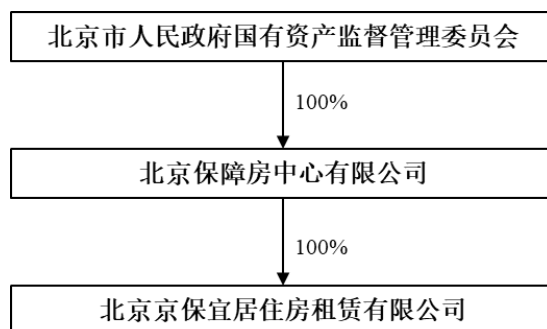 北京市人民政府国有资产监督管理委员会
100%
北京保障房中心有限公司
100%
北京京保宜居住房租赁有限公司